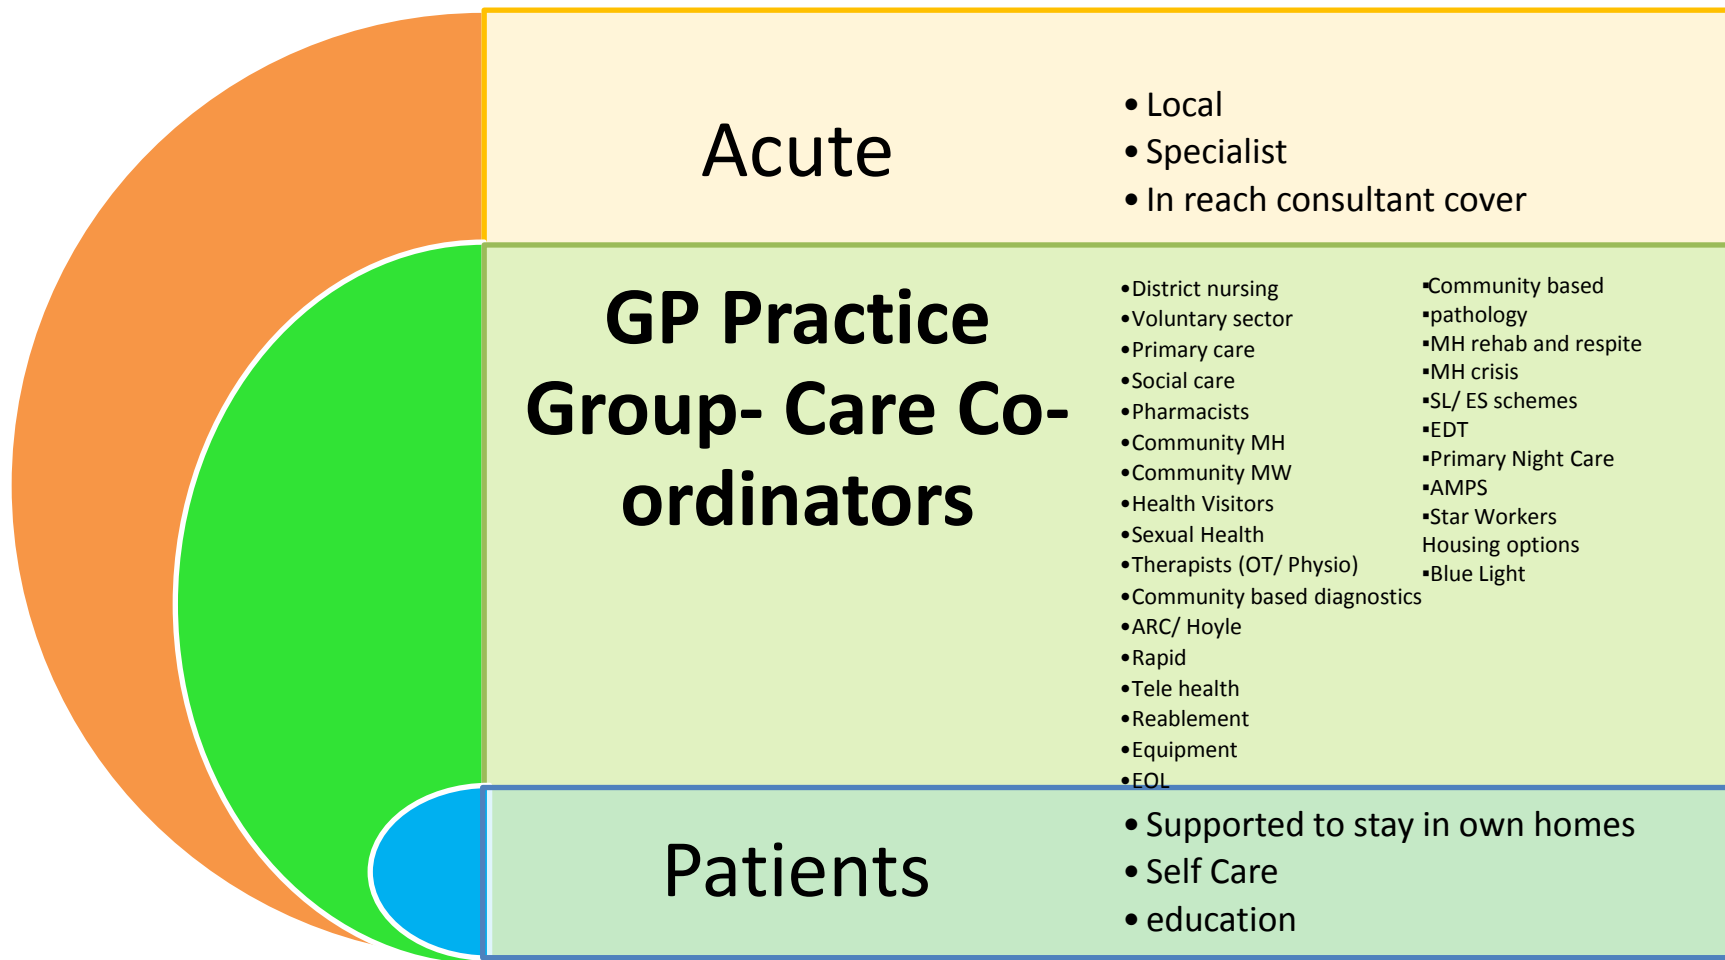 Acute
• Local
• Specialist
• In reach consultant cover
GP Practice
Group- Care Co-
ordinators
•District nursing
•Voluntary sector
•Primary care
•Social care
•Pharmacists
•Community MH
•Community MW
•Health Visitors
•Sexual Health
•Therapists (OT/ Physio)
•Community based diagnostics
•ARC/ Hoyle
•Rapid
•Tele health
•Reablement
•Equipment
•EOL
▪Community based
▪pathology
▪MH rehab and respite
▪MH crisis
▪SL/ ES schemes
▪EDT
▪Primary Night Care
▪AMPS
▪Star Workers
Housing options
▪Blue Light
Patients
• Supported to stay in own homes
• Self Care
• education